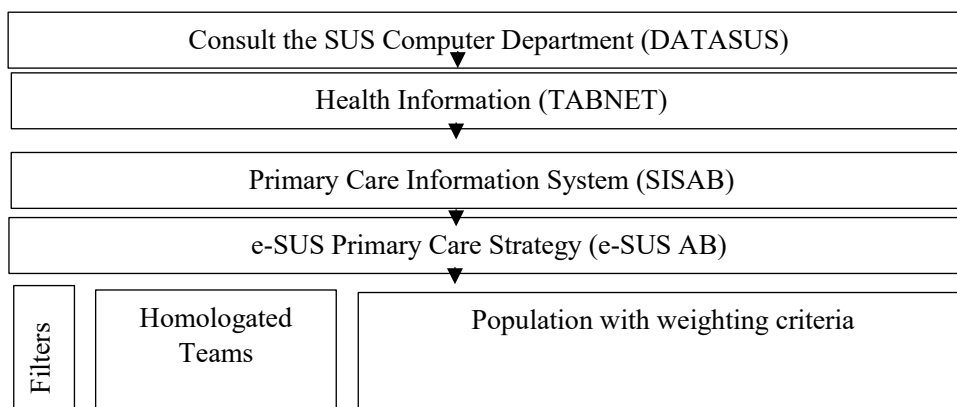 Consult the SUS Computer Department (DATASUS)
Health Information (TABNET)
Primary Care Information System (SISAB)
e-SUS Primary Care Strategy (e-SUS AB)
Filters
Homologated
Teams
Population with weighting criteria